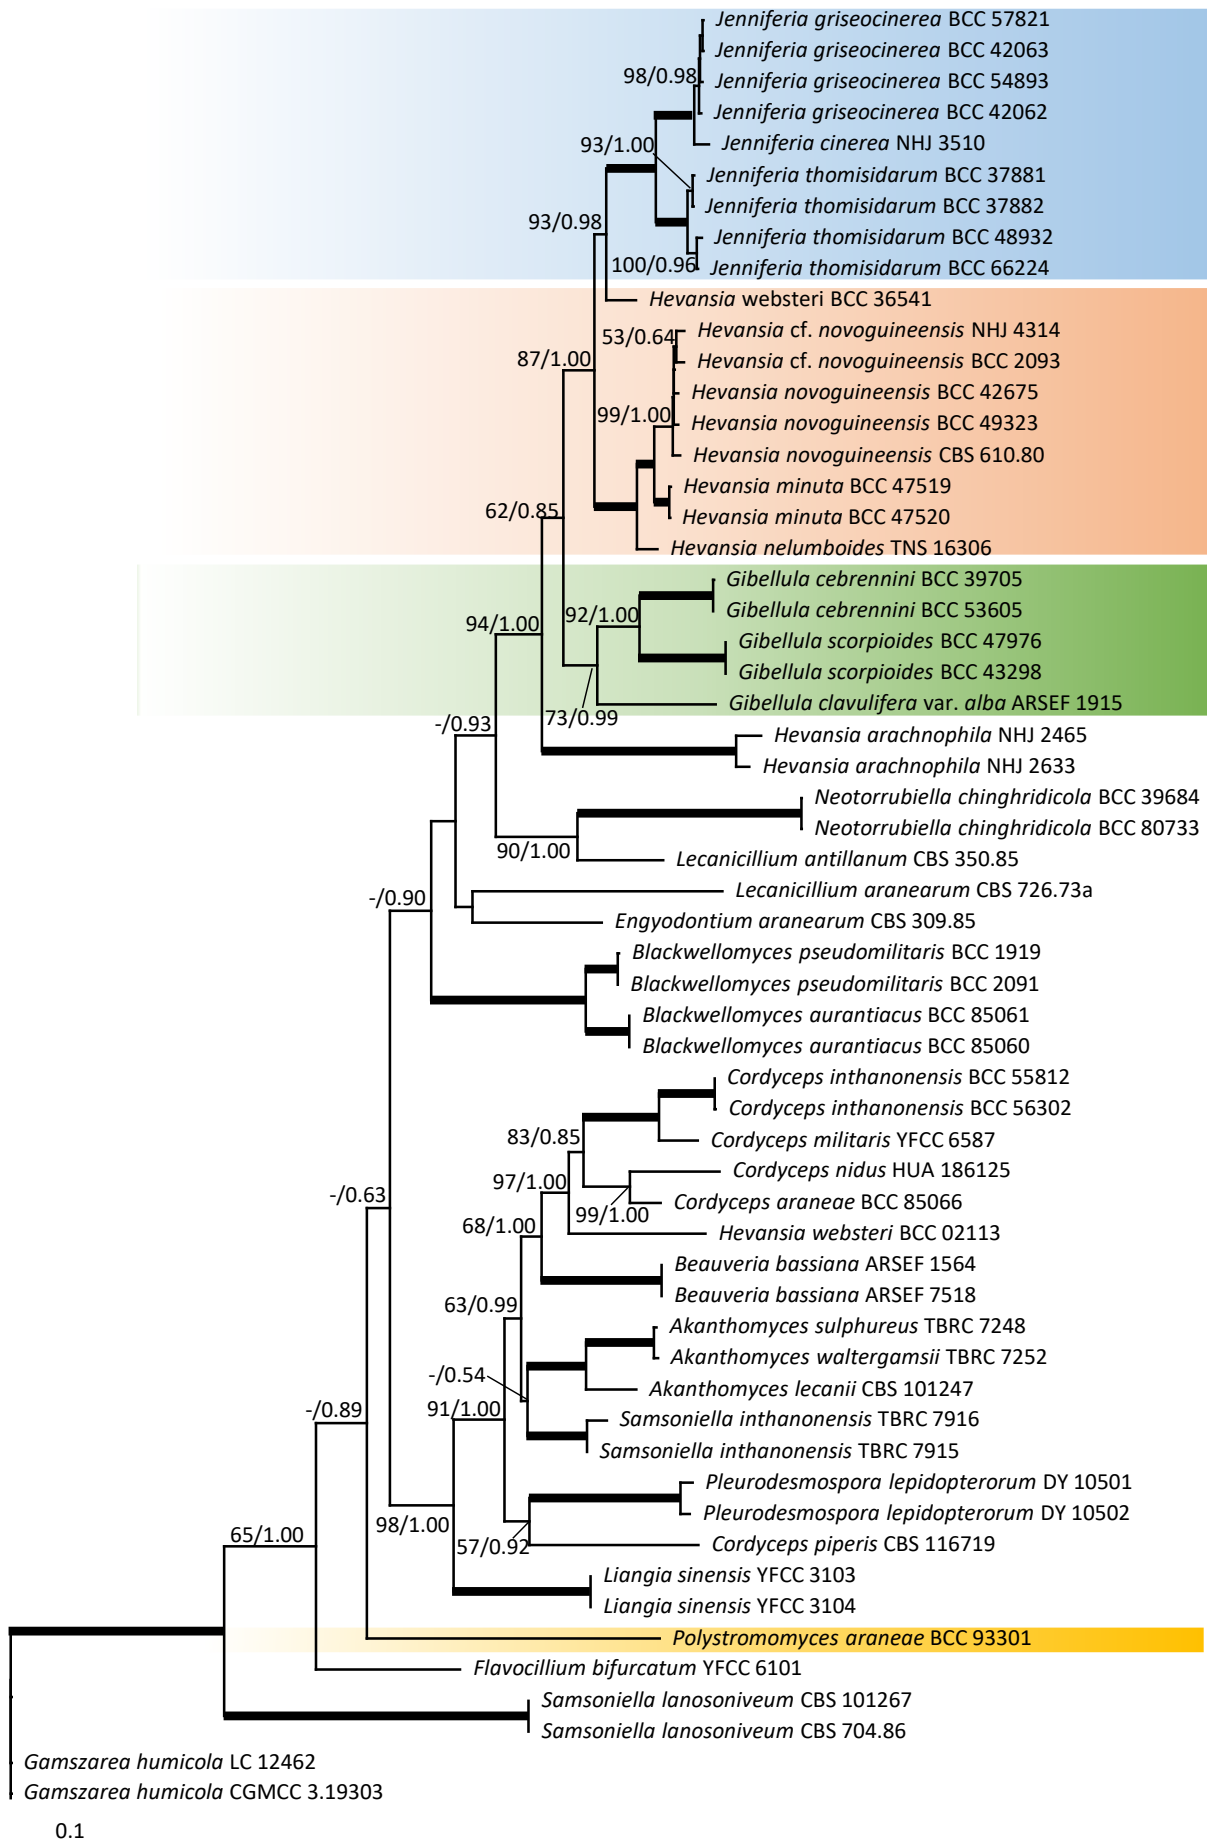 Jenniferia griseocinerea BCC 57821
Jenniferia griseocinerea BCC 42063
98/0.98
Jenniferia griseocinerea BCC 54893
Jenniferia griseocinerea BCC 42062
93/1.00
Jenniferia cinerea NHJ 3510
Jenniferia thomisidarum BCC 37881
Jenniferia thomisidarum BCC 37882
93/0.98
Jenniferia thomisidarum BCC 48932
100/0.96
Jenniferia thomisidarum BCC 66224
Hevansia websteri BCC 36541
53/0.64
Hevansia cf. novoguineensis NHJ 4314
87/1.00
Hevansia cf. novoguineensis BCC 2093
Hevansia novoguineensis BCC 42675
99/1.00
Hevansia novoguineensis BCC 49323
Hevansia novoguineensis CBS 610.80
Hevansia minuta BCC 47519
62/0.85
Hevansia minuta BCC 47520
Hevansia nelumboides TNS 16306
Gibellula cebrennini BCC 39705
94/1.00
92/1.00
Gibellula cebrennini BCC 53605
Gibellula scorpioides BCC 47976
Gibellula scorpioides BCC 43298
73/0.99
Gibellula clavulifera var. alba ARSEF 1915
-/0.93
Hevansia arachnophila NHJ 2465
Hevansia arachnophila NHJ 2633
Neotorrubiella chinghridicola BCC 39684
Neotorrubiella chinghridicola BCC 80733
90/1.00
Lecanicillium antillanum CBS 350.85
-/0.90
Lecanicillium aranearum CBS 726.73a
Engyodontium aranearum CBS 309.85
Blackwellomyces pseudomilitaris BCC 1919
Blackwellomyces pseudomilitaris BCC 2091
Blackwellomyces aurantiacus BCC 85061
Blackwellomyces aurantiacus BCC 85060
Cordyceps inthanonensis BCC 55812
Cordyceps inthanonensis BCC 56302
83/0.85
Cordyceps militaris YFCC 6587
97/1.00
Cordyceps nidus HUA 186125
-/0.63
99/1.00
Cordyceps araneae BCC 85066
68/1.00
Hevansia websteri BCC 02113
Beauveria bassiana ARSEF 1564
Beauveria bassiana ARSEF 7518
63/0.99
Akanthomyces sulphureus TBRC 7248
Akanthomyces waltergamsii TBRC 7252
-/0.54
Akanthomyces lecanii CBS 101247
-/0.89
91/1.00
Samsoniella inthanonensis TBRC 7916
Samsoniella inthanonensis TBRC 7915
Pleurodesmospora lepidopterorum DY 10501
Pleurodesmospora lepidopterorum DY 10502
65/1.00
98/1.00
57/0.92
Cordyceps piperis CBS 116719
Liangia sinensis YFCC 3103
Liangia sinensis YFCC 3104
Polystromomyces araneae BCC 93301
Flavocillium bifurcatum YFCC 6101
Samsoniella lanosoniveum CBS 101267
Samsoniella lanosoniveum CBS 704.86
Gamszarea humicola LC 12462
Gamszarea humicola CGMCC 3.19303
0.1